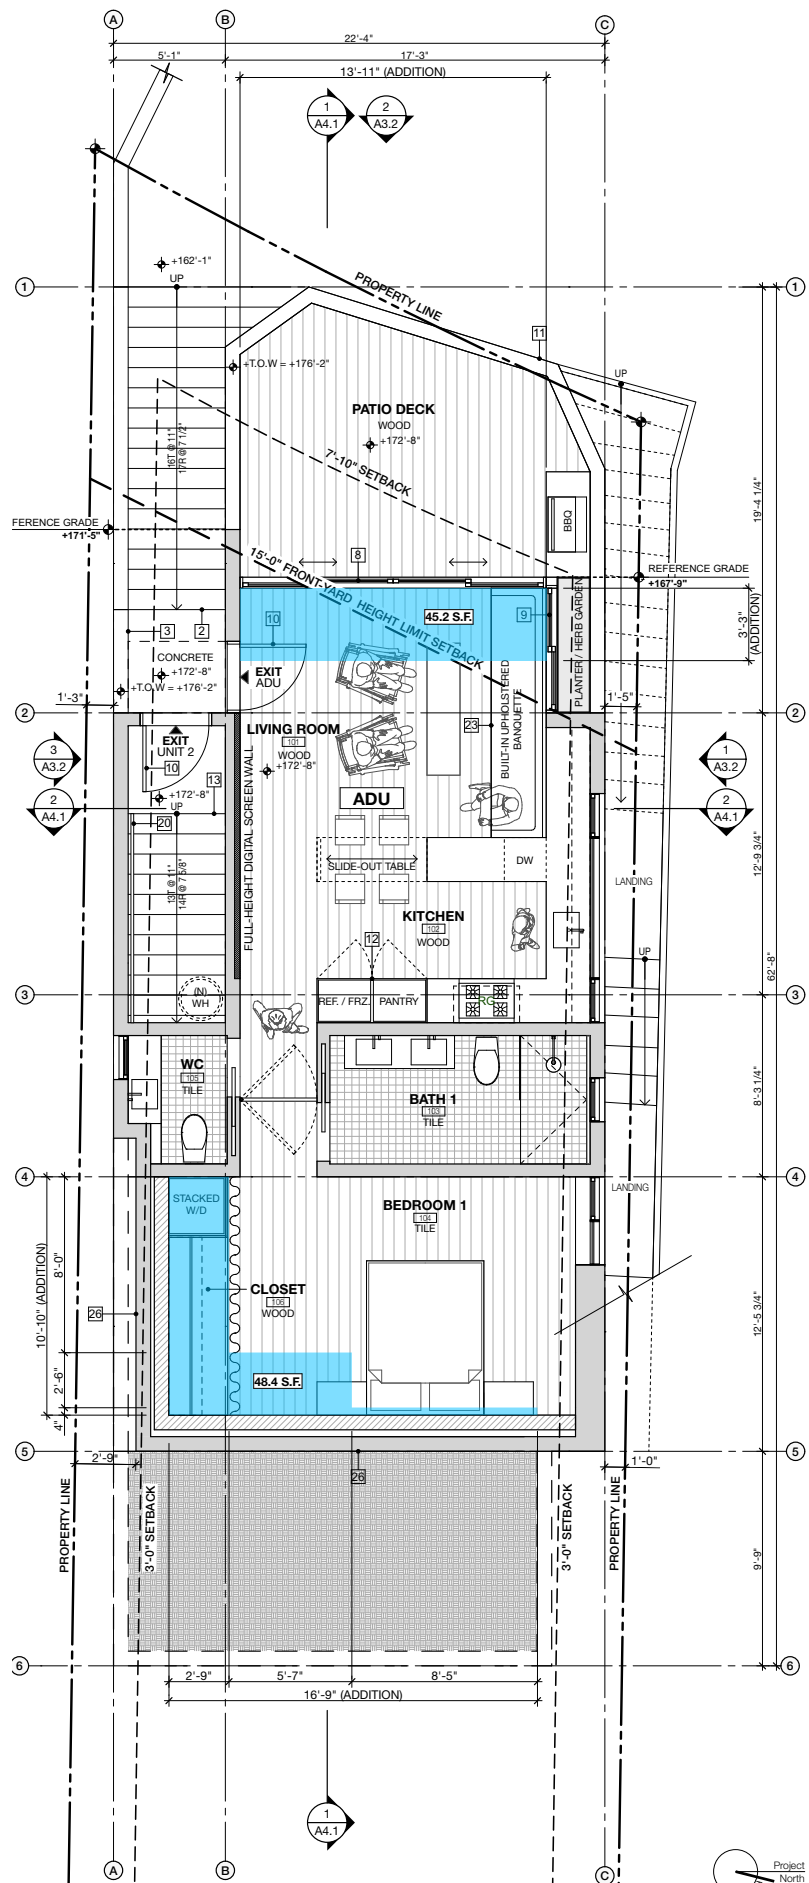 A
B
C
22'-4"
5'-1"
17'-3"
13'-11" (ADDITION)
1
A4.1
2
A3.2
+162'-1"
UP
PROPERTY LINE
1
1
11
UP
+T.O.W = +176'-2"
PATIO DECK
WOOD
+172'-8"
16T @ 11"
17R @ 7 1/2"
7'-10" SETBACK
19'-4 1/4"
BBQ
FERENCE GRADE
+171'-5"
15'-0" FRONT-YARD HEIGHT LIMIT SETBACK
8
REFERENCE GRADE
+167'-9"
45.2 S.F.
9
3'-3"
(ADDITION)
PLANTER / HERB GARDEN
3
2
10
CONCRETE
+172'-8"
+T.O.W = +176'-2"
EXIT
ADU
1'-3"
1'-5"
2
2
EXIT
UNIT 2
LIVING ROOM
101
WOOD
+172'-8"
23
BUILT-IN UPHOLSTERED
BANQUETTE
3
A3.2
1
A3.2
10
13
+172'-8"
UP
2
A4.1
2
A4.1
20
FULL-HEIGHT DIGITAL SCREEN WALL
ADU
13T @ 11"
14R @ 7 5/8"
SLIDE-OUT TABLE
DW
LANDING
12'-9 3/4"
KITCHEN
102
WOOD
12
UP
62'-8"
(N)
WH
REF. / FRZ.
PANTRY
RG
3
3
WC
105
TILE
BATH 1
103
TILE
8'-3 1/4"
4
4
STACKED
W/D
BEDROOM 1
104
TILE
LANDING
10'-10" (ADDITION)
8'-0"
CLOSET
106
WOOD
26
12'-5 3/4"
2'-6"
48.4 S.F.
4"
5
5
2'-9"
26
1'-0"
PROPERTY LINE
3'-0" SETBACK
3'-0" SETBACK
PROPERTY LINE
9'-9"
6
6
2'-9"
5'-7"
8'-5"
16'-9" (ADDITION)
1
A4.1
A
B
C
Project
North